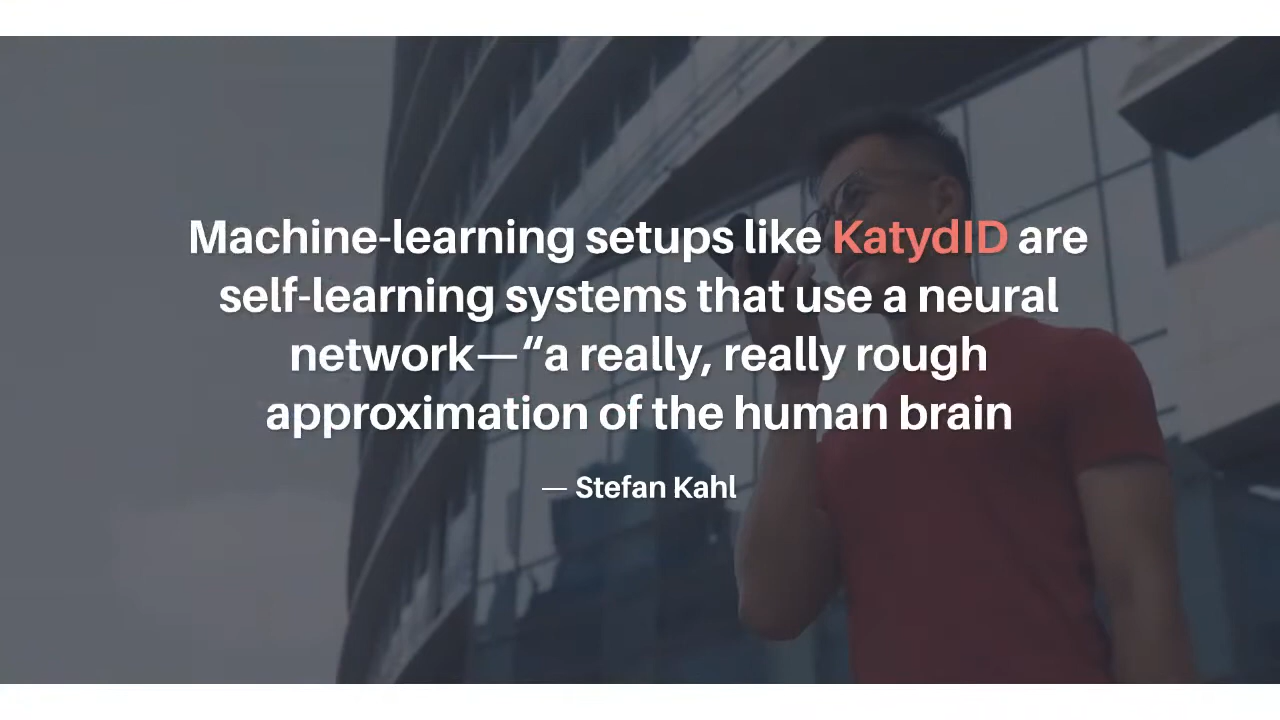 Machine-learning setups like KatydID are
self-learning systems that use a neural
network—“a really, really rough
approximation of the human brain
— Stefan Kahl